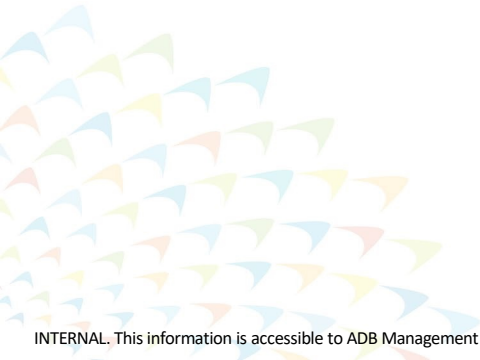 INTERNAL. This information is accessible to ADB Management